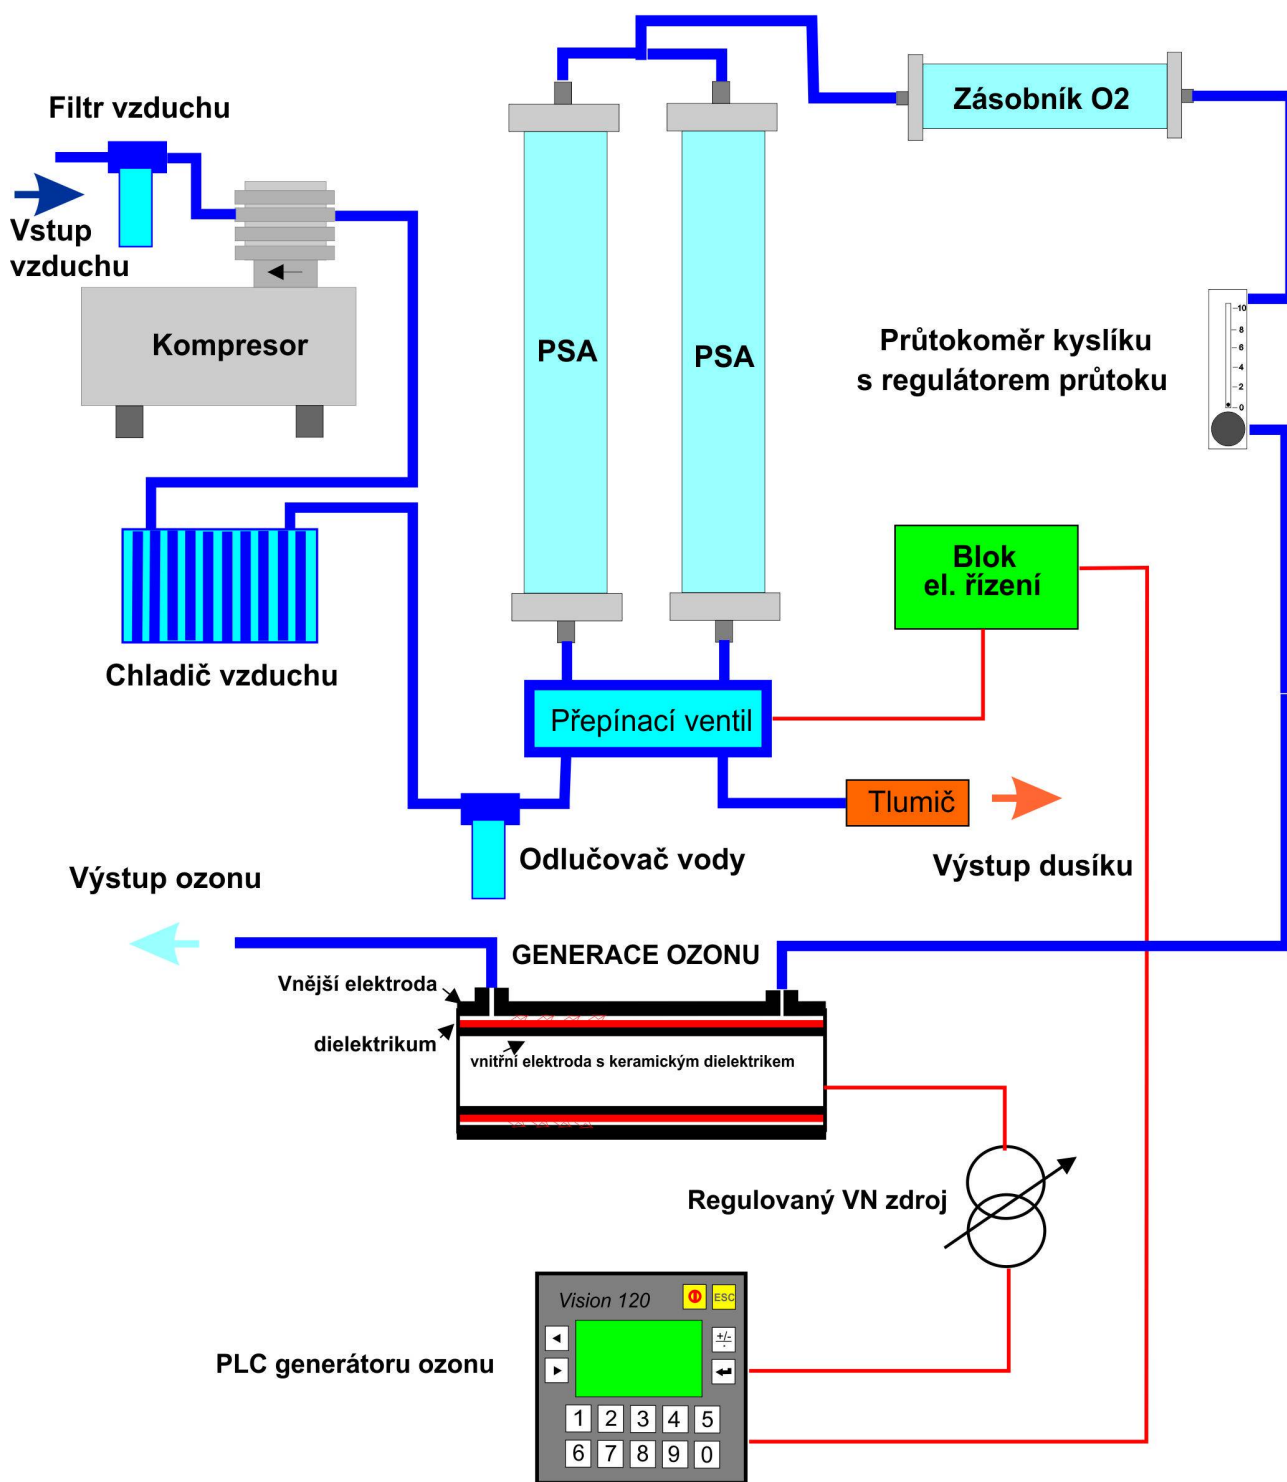 Filtr vzduchu
Vstup
vzduchu
Kompresor
Chladič vzduchu
PSA
PSA
Zásobník O2
Průtokoměr kyslíku
s regulátorem průtoku
10
8
6
4
2
0
Blok
el. řízení
Přepínací ventil
Tlumič
Odlučovač vody
Výstup dusíku
Výstup ozonu
GENERACE OZONU
Vnější elektroda
dielektrikum
vnitřní elektroda s keramickým dielektrikem
Regulovaný VN zdroj
PLC generátoru ozonu
Vision 120
ESC
+/-
.
1 2 3 4 5
6 7 8 9 0